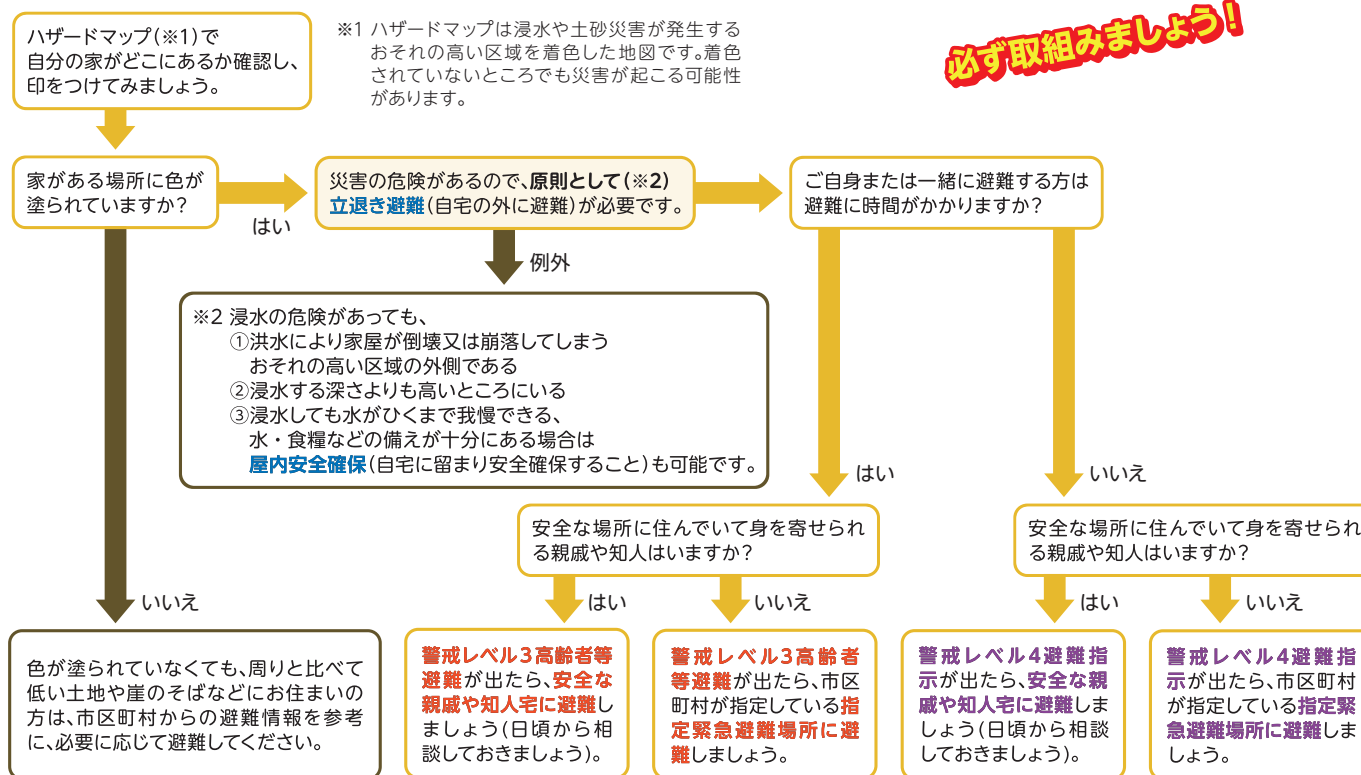 ハザードマップ(※1)で
自分の家がどこにあるか確認し、
印をつけてみましょう。
※1 ハザードマップは浸水や土砂災害が発生する
おそれの高い区域を着色した地図です。着色
されていないところでも災害が起こる可能性
があります。
必ず取組みましょう!
家がある場所に色が
塗られていますか?
はい
災害の危険があるので、原則として(※2)
立退き避難(自宅の外に避難)が必要です。
ご自身または一緒に避難する方は
避難に時間がかかりますか?
例外
※2 浸水の危険があっても、
①洪水により家屋が倒壊又は崩落してしまう
おそれの高い区域の外側である
②浸水する深さよりも高いところにいる
③浸水しても水がひくまで我慢できる、
水・食糧などの備えが十分にある場合は
屋内安全確保(自宅に留まり安全確保すること)も可能です。
はい
いいえ
安全な場所に住んでいて身を寄せられ
る親戚や知人はいますか?
安全な場所に住んでいて身を寄せられ
る親戚や知人はいますか?
いいえ
はい
いいえ
はい
いいえ
色が塗られていなくても、周りと比べて
低い土地や崖のそばなどにお住まいの
方は、市区町村からの避難情報を参考
に、必要に応じて避難してください。
警戒レベル3高齢者等
避難が出たら、安全な
親戚や知人宅に避難し
ましょう(日頃から相
談しておきましょう)。
警戒レベル3高齢者
等避難が出たら、市区
町村が指定している指
定緊急避難場所に避
難しましょう。
警戒レベル4避難指
示が出たら、安全な親
戚や知人宅に避難しま
しょう(日頃から相談
しておきましょう)。
警戒レベル4避難指
示が出たら、市区町村
が指定している指定緊
急避難場所に避難しま
しょう。